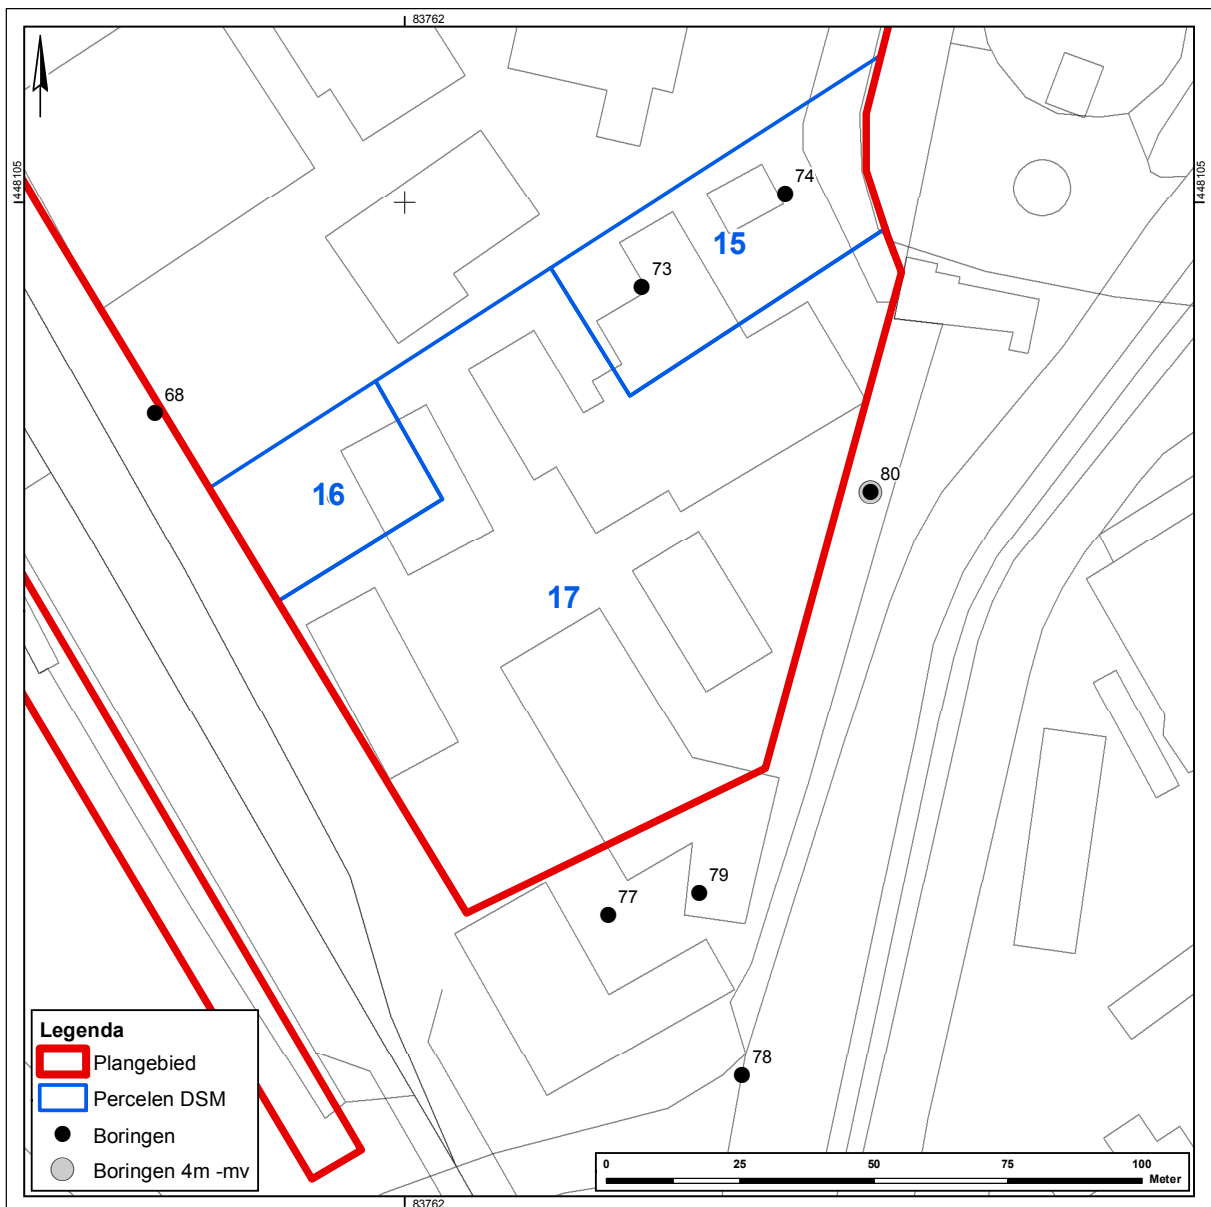 83762
448105
448105
74
15
73
68
80
16
17
79
77
78
Legenda
Plangebied
Percelen DSM
Boringen
Boringen 4m -mv
0 25 50 75 100
Meter
83762